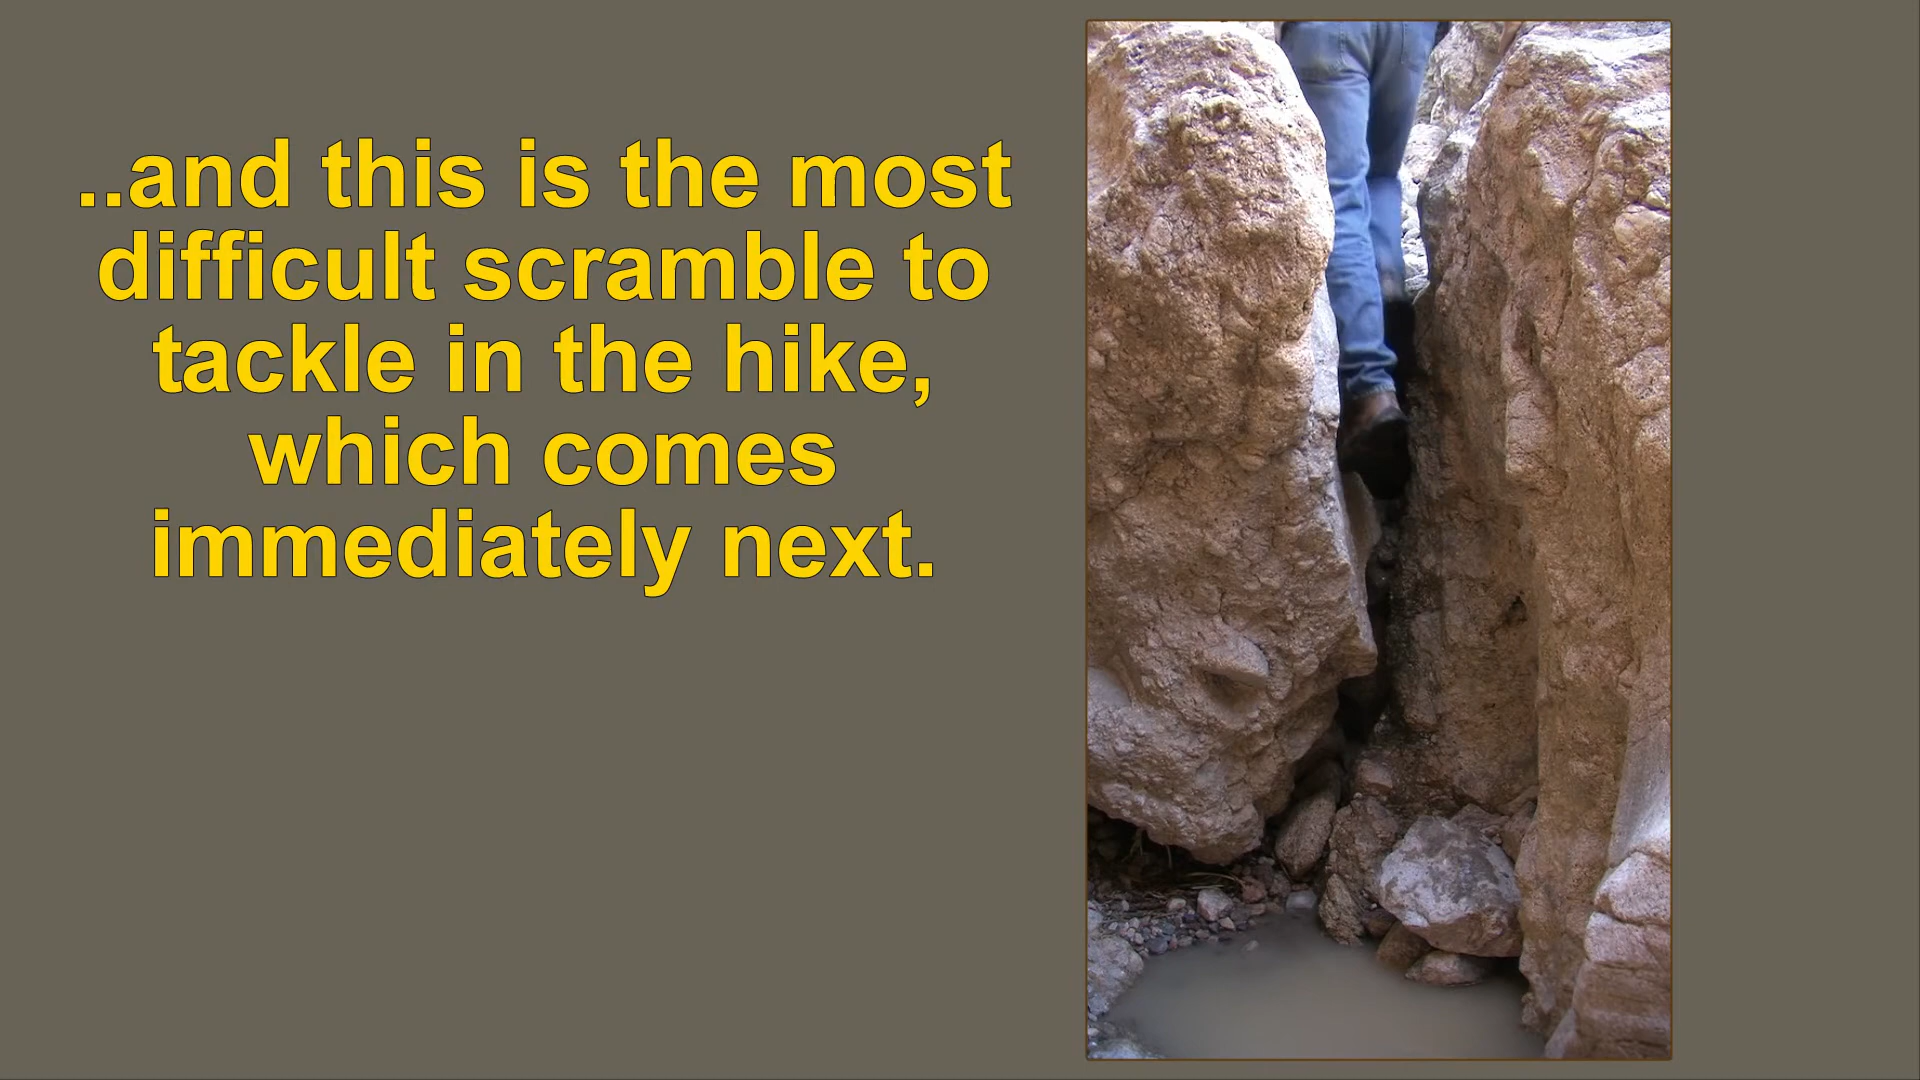 ..and this is the most
difficult scramble to
tackle in the hike,
which comes
immediately next.